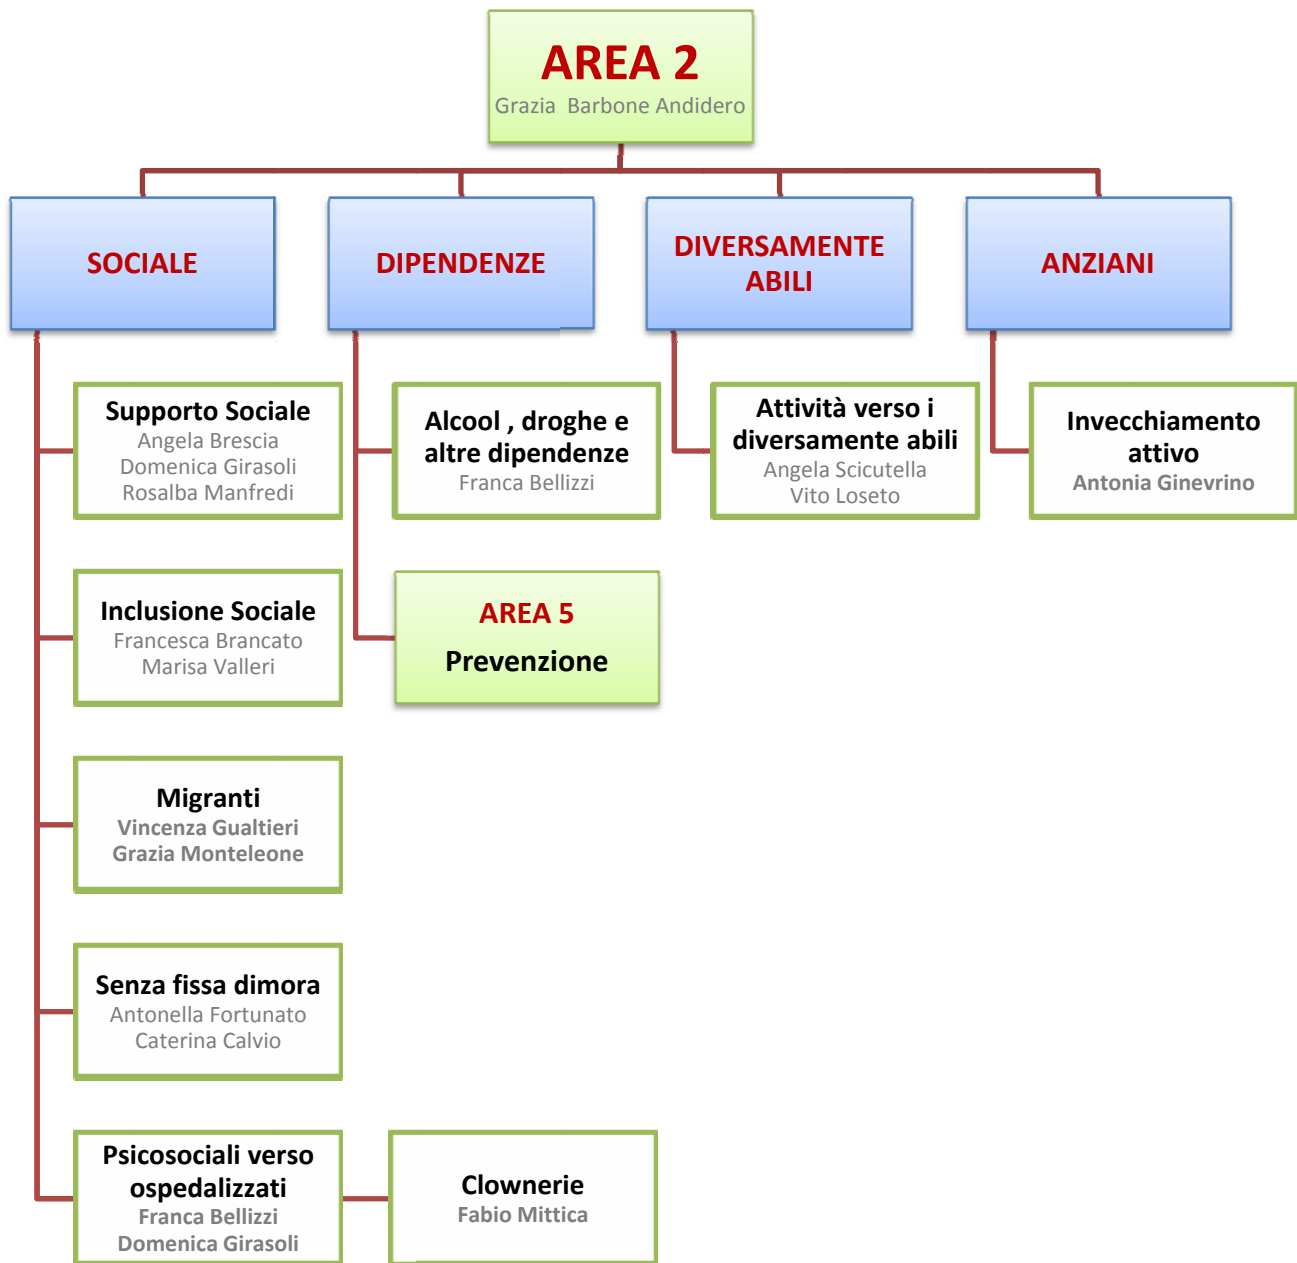 AREA 2
Grazia  Barbone Andidero
SOCIALE
DIPENDENZE
DIVERSAMENTE
ABILI
ANZIANI
Supporto Sociale
Angela Brescia
Domenica Girasoli
Rosalba Manfredi
Alcool , droghe e
altre dipendenze
Franca Bellizzi
Attività verso i
diversamente abili
Angela Scicutella
Vito Loseto
Invecchiamento
attivo
Antonia Ginevrino
Inclusione Sociale
Francesca Brancato
Marisa Valleri
AREA 5
Prevenzione
Migranti
Vincenza Gualtieri
Grazia Monteleone
Senza fissa dimora
Antonella Fortunato
Caterina Calvio
Psicosociali verso
ospedalizzati
Franca Bellizzi
Domenica Girasoli
Clownerie
Fabio Mittica